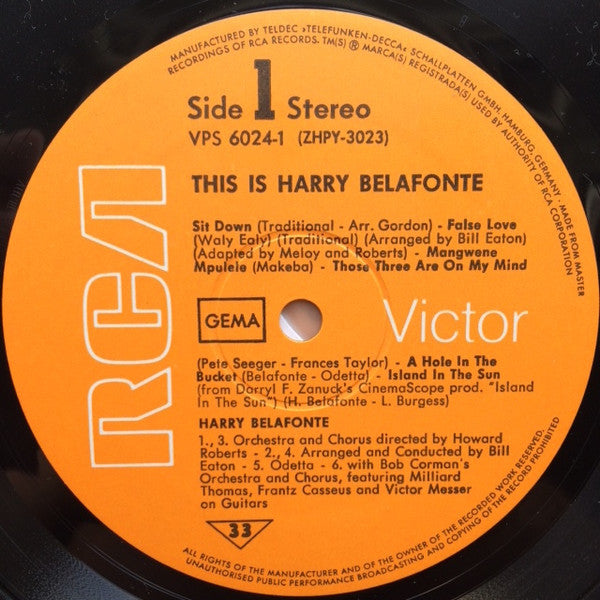 MANUFACTURED BY TELDEC »TELEFUNKEN-DECCA« SCHALLPLATTEN GMBH, HAMBURG, GERMANY · MADE FROM MASTER
RECORDINGS OF RCA RECORDS. TM(S) ® MARCA(S) REGISTRADA(S) USED BY AUTHORITY OF RCA CORPORATION
Side 1 Stereo
VPS 6024-1 (ZHPY-3023)
THIS IS HARRY BELAFONTE
Sit Down (Traditional - Arr. Gordon) - False Love
(Waly Ealy) (Traditional) (Arranged by Bill Eaton)
(Adapted by Meloy and Roberts) - Mangwene
Mpulele (Makeba) - Those Three Are On My Mind
RCA
GEMA
Victor
(Pete Seeger - Frances Taylor) - A Hole In The
Bucket (Belafonte - Odetta) - Island In The Sun
(from Darryl F. Zanuck's CinemaScope prod. "Island
In The Sun") (H. Belafonte - L. Burgess)
HARRY BELAFONTE
1., 3. Orchestra and Chorus directed by Howard
Roberts - 2., 4. Arranged and Conducted by Bill
Eaton - 5. Odetta - 6. with Bob Corman's
Orchestra and Chorus, featuring Milliard
Thomas, Frantz Casseus and Victor Messer
on Guitars
33
ALL RIGHTS OF THE MANUFACTURER AND OF THE OWNER OF THE RECORDED WORK RESERVED.
UNAUTHORISED PUBLIC PERFORMANCE BROADCASTING AND COPYING OF THE RECORD PROHIBITED